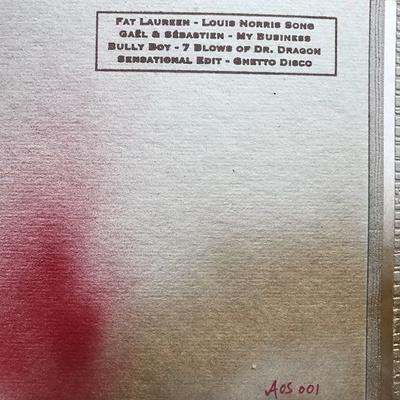 Fat Laureen - Louis Norris Song
Gaël & Sébastien - My Business
Bully Boy - 7 Blows of Dr. Dragon
Sensational Edit - Ghetto Disco
AOS 001